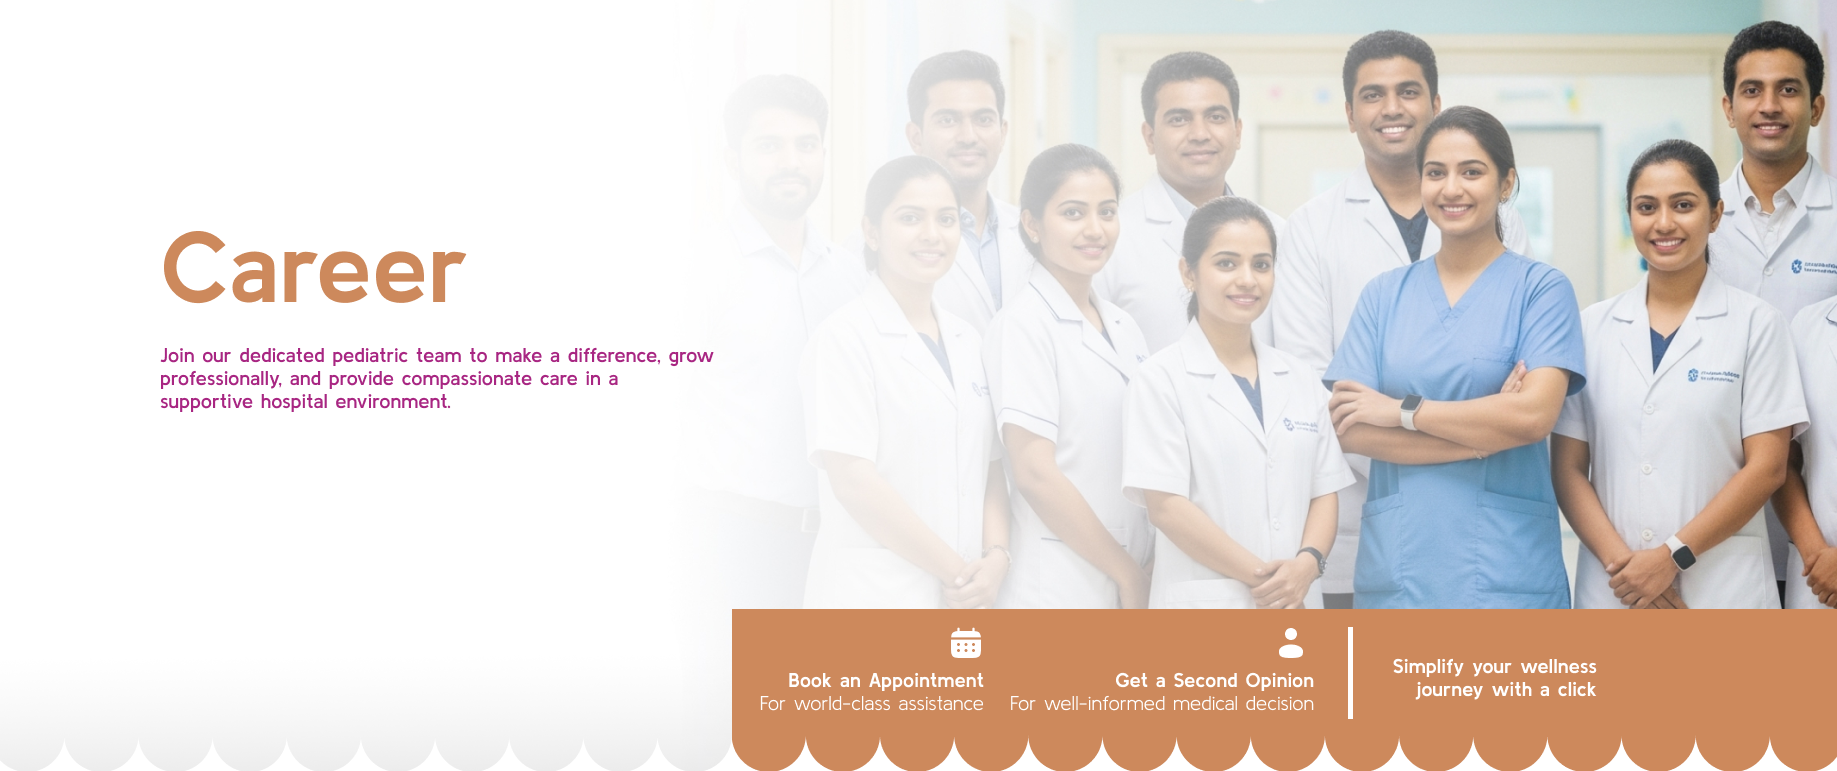 Career
Join our dedicated pediatric team to make a difference, grow
professionally, and provide compassionate care in a
supportive hospital environment.
Book an Appointment
For world-class assistance
Get a Second Opinion
For well-informed medical decision
Simplify your wellness
journey with a click